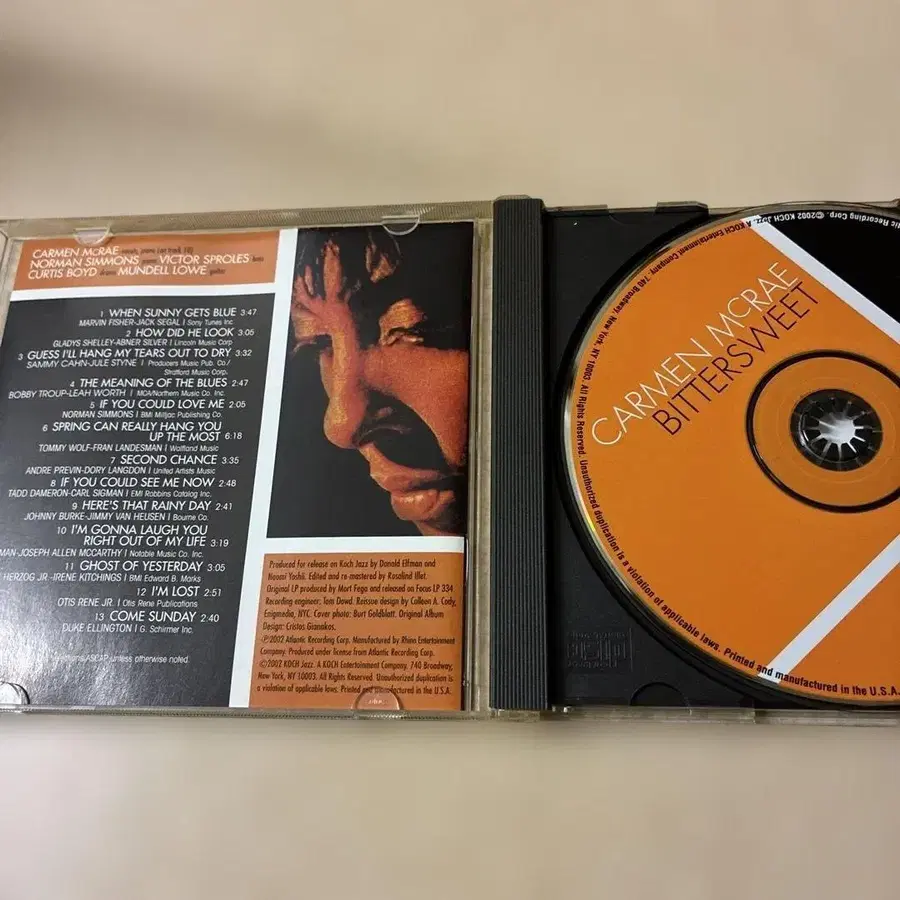 CARMEN McRAE vocals, piano (on track 13)
NORMAN SIMMONS piano VICTOR SPROLES bass
CURTIS BOYD drums MUNDELL LOWE guitar
1 WHEN SUNNY GETS BLUE 3:47
MARVIN FISHER-JACK SEGAL | Sony Tunes Inc.
2 HOW DID HE LOOK 3:05
GLADYS SHELLEY-ABNER SILVER | Lincoln Music Corp
3 GUESS I'LL HANG MY TEARS OUT TO DRY 3:32
SAMMY CAHN-JULE STYNE | Producers Music Pub. Co./
Stratford Music Corp.
4 THE MEANING OF THE BLUES 2:47
BOBBY TROUP-LEAH WORTH | MCA/Northern Music Co. Inc.
5 IF YOU COULD LOVE ME 2:05
NORMAN SIMMONS | BMI Milljac Publishing Co.
6 SPRING CAN REALLY HANG YOU
UP THE MOST 6:18
TOMMY WOLF-FRAN LANDESMAN | Wolfland Music
7 SECOND CHANCE 3:35
ANDRE PREVIN-DORY LANGDON | United Artists Music
8 IF YOU COULD SEE ME NOW 2:48
TADD DAMERON-CARL SIGMAN | EMI Robbins Catalog Inc.
9 HERE'S THAT RAINY DAY 2:41
JOHNNY BURKE-JIMMY VAN HEUSEN | Bourne Co.
10 I'M GONNA LAUGH YOU
RIGHT OUT OF MY LIFE 3:19
MAN-JOSEPH ALLEN MCCARTHY | Notable Music Co. Inc.
11 GHOST OF YESTERDAY 3:05
HERZOG JR.-IRENE KITCHINGS | BMI Edward B. Marks
12 I'M LOST 2:51
OTIS RENE JR. | Otis Rene Publications
13 COME SUNDAY 2:40
DUKE ELLINGTON | G. Schirmer Inc.
ASCAP unless otherwise noted.
Produced for release on Koch Jazz by Donald Elfman and
Naomi Yoshii. Edited and re-mastered by Rosalind Ilet.
Original LP produced by Mort Fega and released on Focus LP 334
Recording engineer: Tom Dowd. Reissue design by Colleen A. Cody,
Enigmedia, NYC. Cover photo: Burt Goldblatt. Original Album
Design: Cristos Gianakos.
℗2002 Atlantic Recording Corp. Manufactured by Rhino Entertainment
Company. Produced under license from Atlantic Recording Corp.
©2002 KOCH Jazz. A KOCH Entertainment Company. 740 Broadway,
New York, NY 10003. All Rights Reserved. Unauthorized duplication is
a violation of applicable laws. Printed and manufactured in the U.S.A.
CARMEN MCRAE
BITTERSWEET
Recording Corp. ©2002 KOCH Jazz. A KOCH Entertainment Company. 740 Broadway, New York, NY 10003. All Rights Reserved. Unauthorized duplication is a violation of applicable laws. Printed and manufactured in the U.S.A.